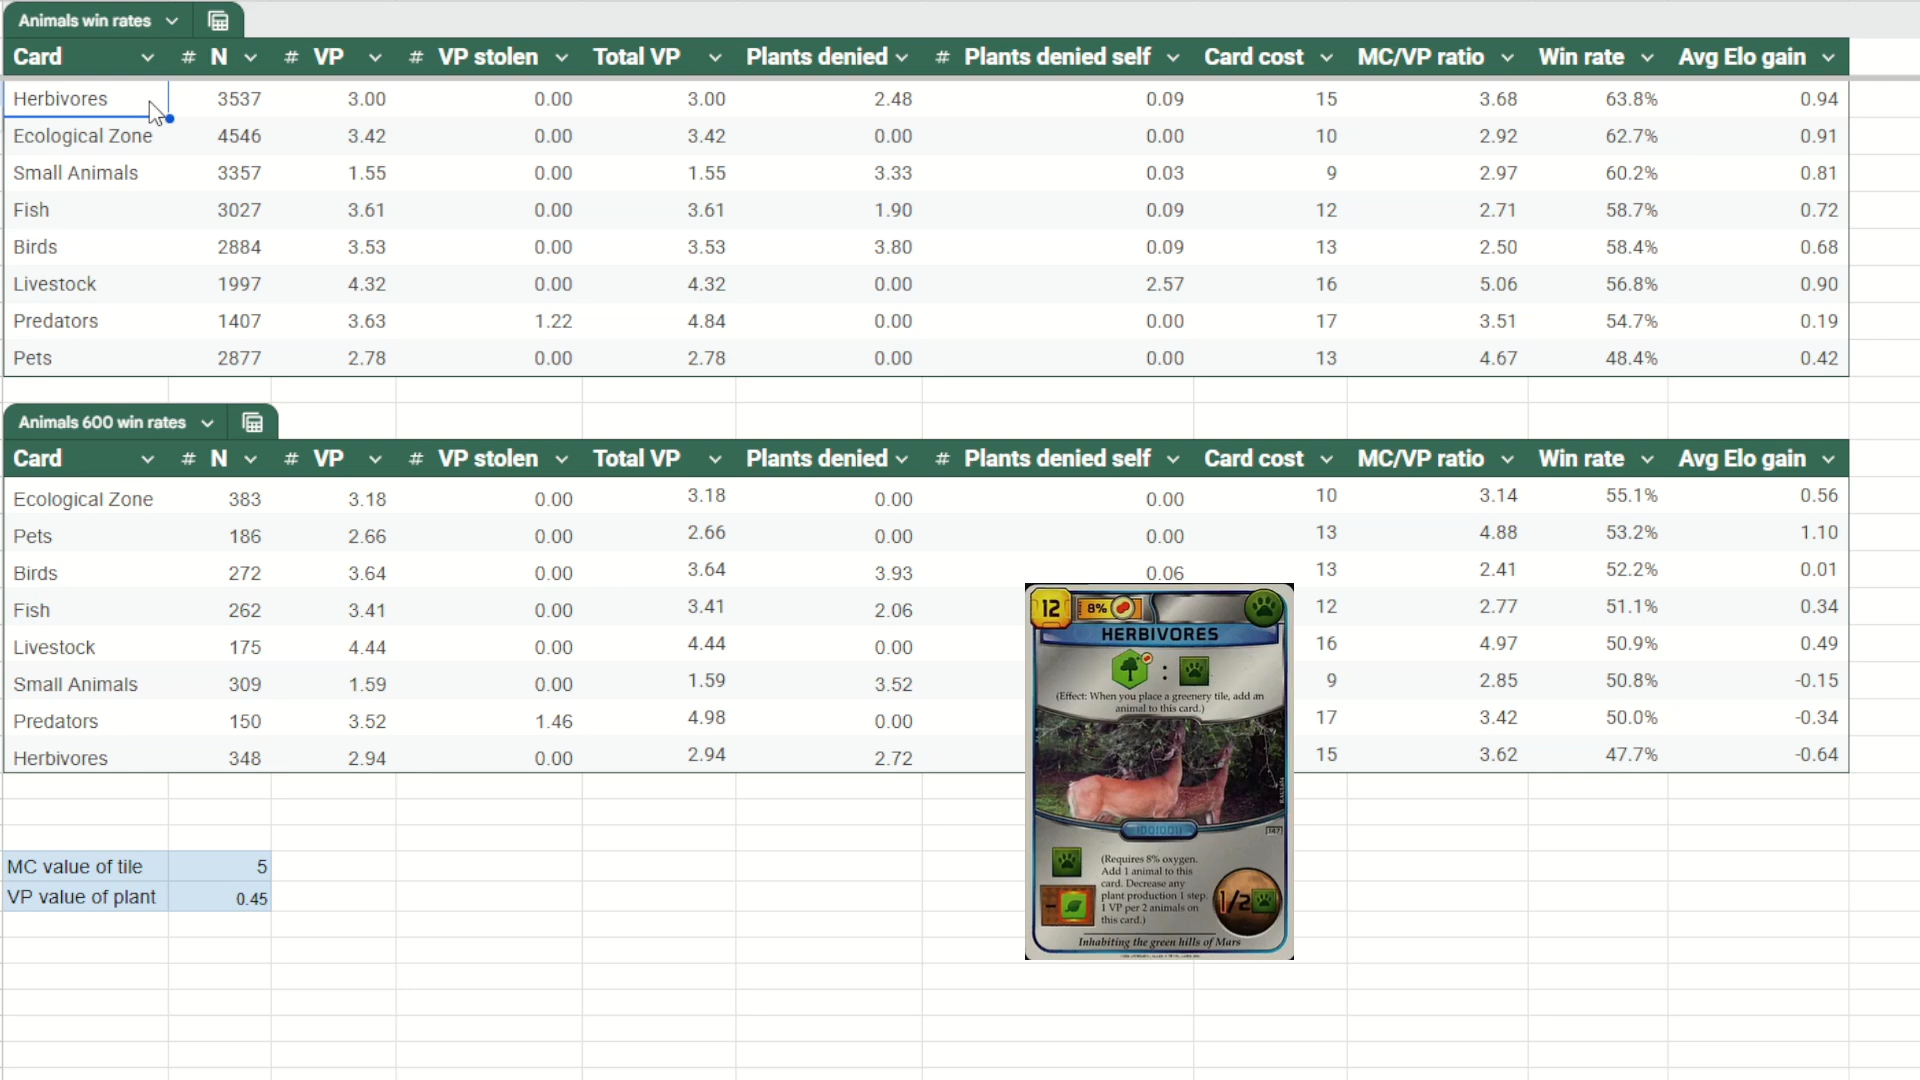 Animals win rates
Card # N # VP # VP stolen Total VP Plants denied # Plants denied self Card cost MC/VP ratio Win rate Avg Elo gain
Herbivores 3537 3.00 0.00 3.00 2.48 0.09 15 3.68 63.8% 0.94
Ecological Zone 4546 3.42 0.00 3.42 0.00 0.00 10 2.92 62.7% 0.91
Small Animals 3357 1.55 0.00 1.55 3.33 0.03 9 2.97 60.2% 0.81
Fish 3027 3.61 0.00 3.61 1.90 0.09 12 2.71 58.7% 0.72
Birds 2884 3.53 0.00 3.53 3.80 0.09 13 2.50 58.4% 0.68
Livestock 1997 4.32 0.00 4.32 0.00 2.57 16 5.06 56.8% 0.90
Predators 1407 3.63 1.22 4.84 0.00 0.00 17 3.51 54.7% 0.19
Pets 2877 2.78 0.00 2.78 0.00 0.00 13 4.67 48.4% 0.42
Animals 600 win rates
Card # N # VP # VP stolen Total VP Plants denied # Plants denied self Card cost MC/VP ratio Win rate Avg Elo gain
Ecological Zone 383 3.18 0.00 3.18 0.00 0.00 10 3.14 55.1% 0.56
Pets 186 2.66 0.00 2.66 0.00 0.00 13 4.88 53.2% 1.10
Birds 272 3.64 0.00 3.64 3.93 0.06 13 2.41 52.2% 0.01
Fish 262 3.41 0.00 3.41 2.06 12 2.77 51.1% 0.34
Livestock 175 4.44 0.00 4.44 0.00 16 4.97 50.9% 0.49
Small Animals 309 1.59 0.00 1.59 3.52 9 2.85 50.8% -0.15
Predators 150 3.52 1.46 4.98 0.00 17 3.42 50.0% -0.34
Herbivores 348 2.94 0.00 2.94 2.72 15 3.62 47.7% -0.64
12 8%
HERBIVORES
:
(Effect: When you place a greenery tile, add an
animal to this card.)
147
(Requires 8% oxygen.
Add 1 animal to this
card. Decrease any
plant production 1 step.
1 VP per 2 animals on
this card.)
-
1/2
Inhabiting the green hills of Mars
MC value of tile 5
VP value of plant 0.45